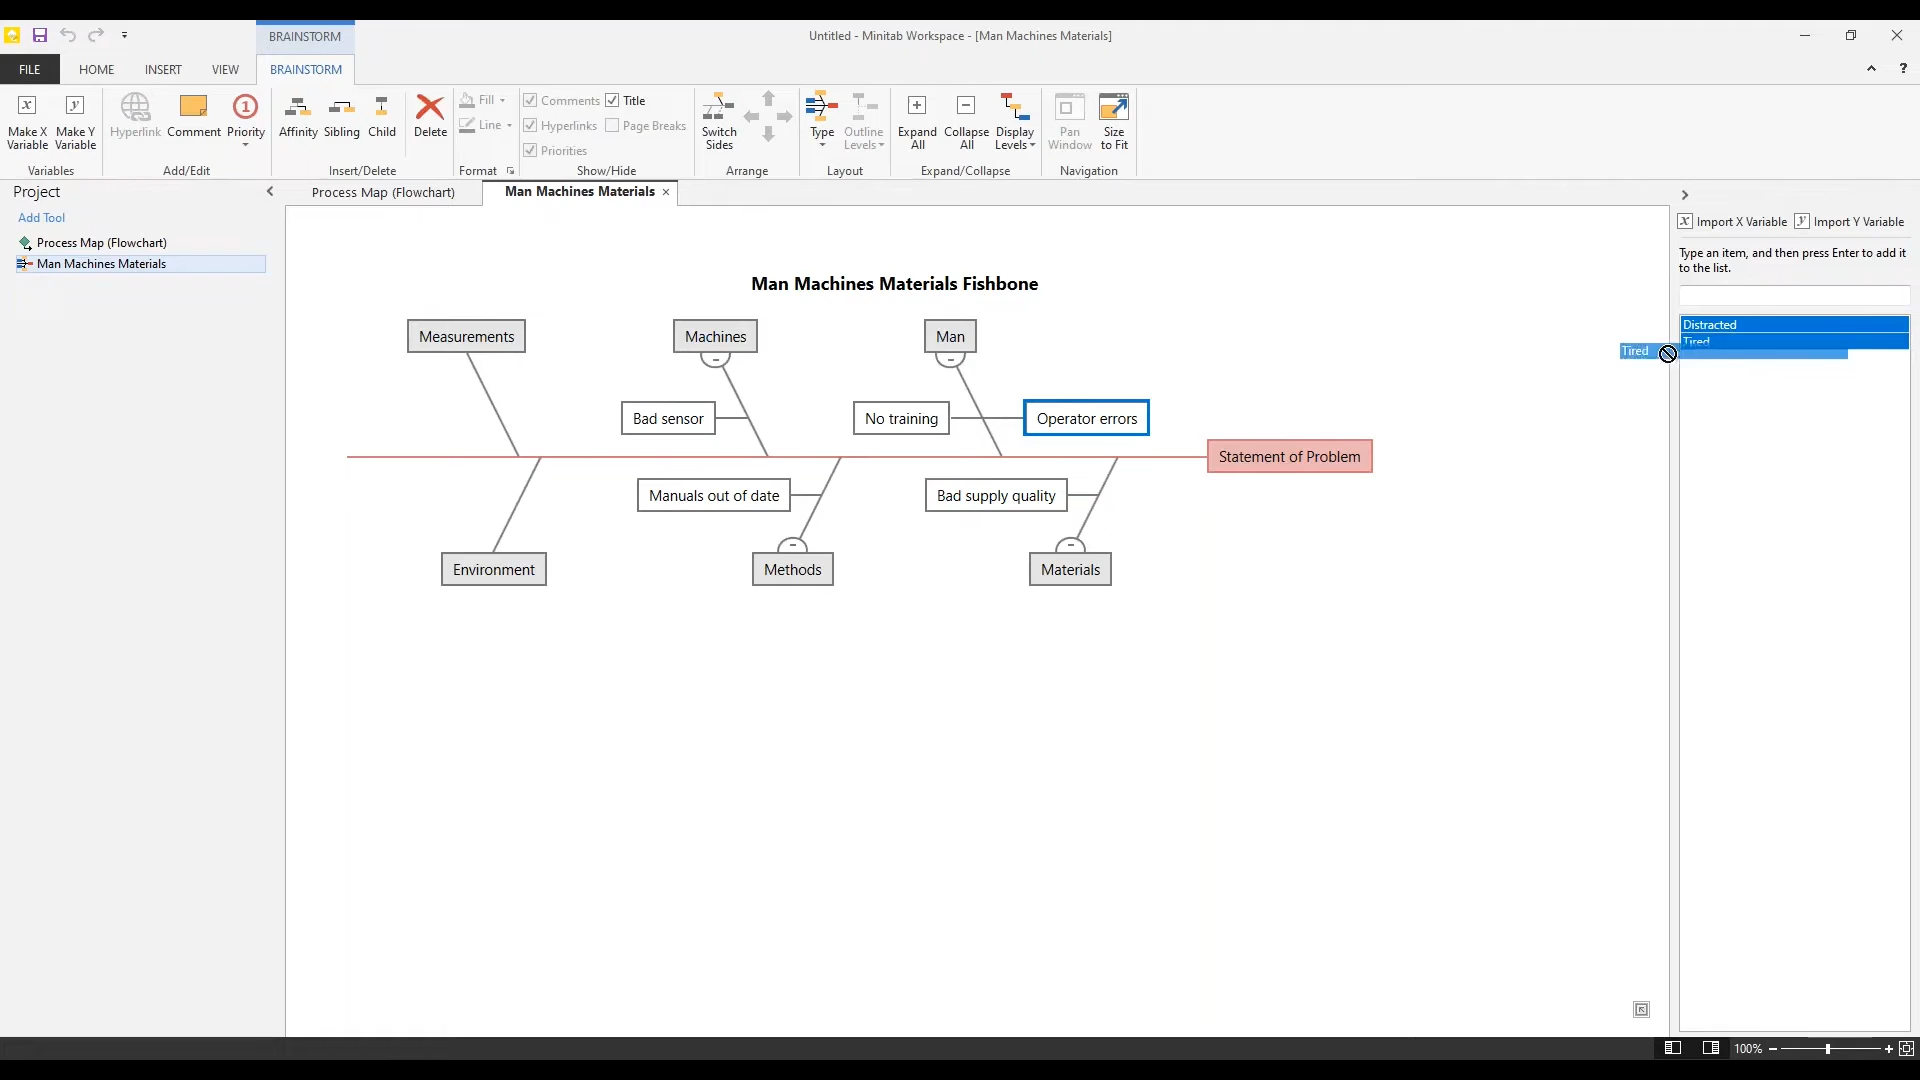 BRAINSTORM
Untitled - Minitab Workspace - [Man Machines Materials]
FILE
HOME
INSERT
VIEW
BRAINSTORM
?
x
Make X
Variable
y
Make Y
Variable
Variables
Hyperlink
Comment
1
Priority
Add/Edit
Affinity
Sibling
Child
Delete
Insert/Delete
Fill
Line
Format
Comments
Title
Hyperlinks
Page Breaks
Priorities
Show/Hide
Switch
Sides
Arrange
Type
Outline
Levels
Layout
Expand
All
Collapse
All
Display
Levels
Expand/Collapse
Pan
Window
Size
to Fit
Navigation
Project
Add Tool
Process Map (Flowchart)
Man Machines Materials
Process Map (Flowchart)
Man Machines Materials ×
Man Machines Materials Fishbone
Measurements
Machines
Man
Bad sensor
No training
Operator errors
Statement of Problem
Manuals out of date
Bad supply quality
Environment
Methods
Materials
x Import X Variable
y Import Y Variable
Type an item, and then press Enter to add it
to the list.
Distracted
Tired
Tired
100%